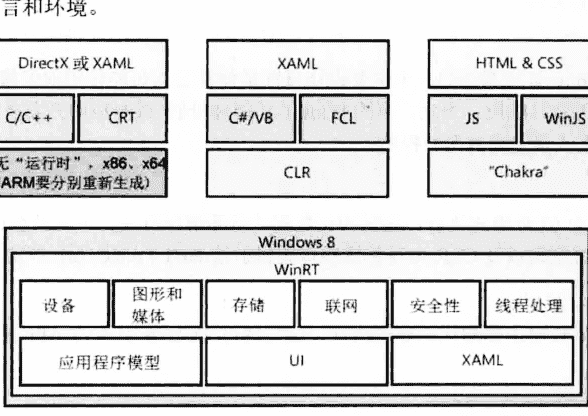 言和环境。
DirectX 或 XAML
XAML
HTML & CSS
C/C++
CRT
C#/VB
FCL
JS
WinJS
无“运行时”，x86、x64
ARM要分别重新生成）
CLR
"Chakra"
Windows 8
WinRT
设备
图形和
媒体
存储
联网
安全性
线程处理
应用程序模型
UI
XAML